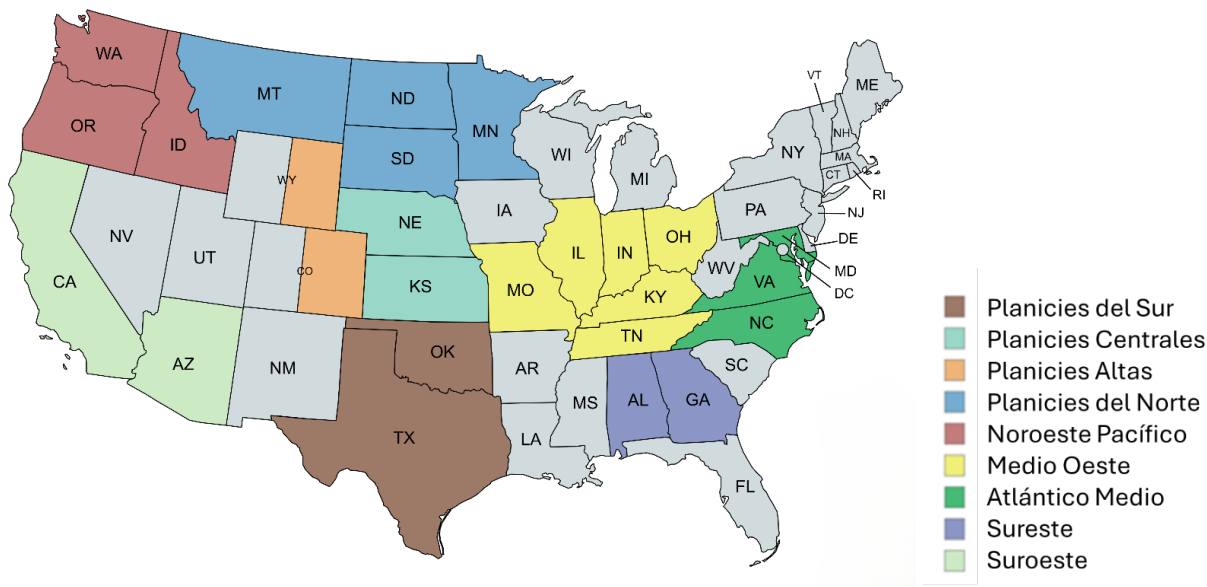 WA
MT
ND
MN
OR
ID
SD
WY
WI
MI
VT
ME
NH
NY
MA
CT
RI
CA
NV
UT
CO
NE
IA
IL
IN
OH
PA
NJ
DE
MD
DC
WV
VA
KS
MO
KY
TN
NC
AZ
NM
OK
AR
SC
TX
LA
MS
AL
GA
FL
Planicies del Sur
Planicies Centrales
Planicies Altas
Planicies del Norte
Noroeste Pacífico
Medio Oeste
Atlántico Medio
Sureste
Suroeste